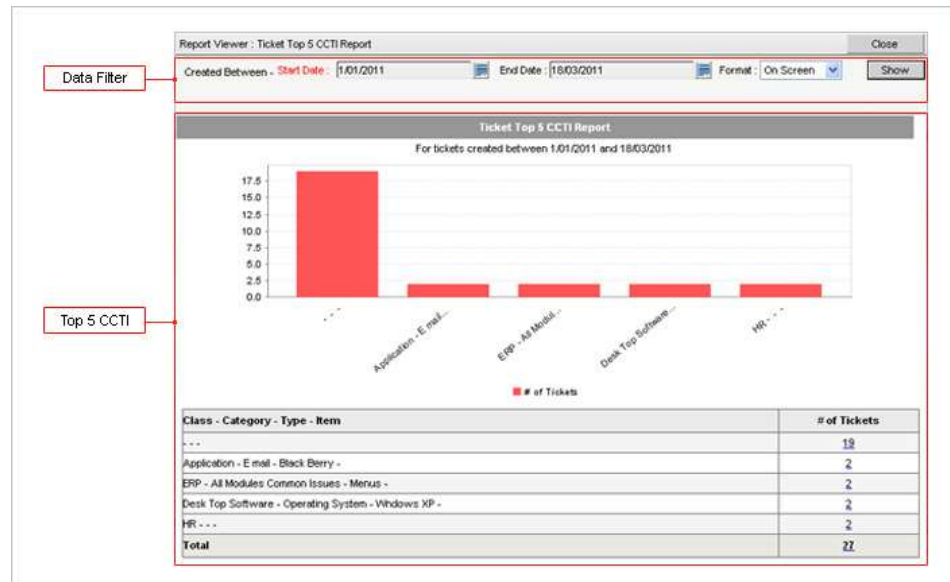 Report Viewer : Ticket Top 5 CCTI Report Close
Data Filter
Created Between - Start Date : 1/01/2011 End Date : 18/03/2011 Format : On Screen Show
Ticket Top 5 CCTI Report
For tickets created between 1/01/2011 and 18/03/2011
17.5
15.0
12.5
10.0
7.5
5.0
2.5
0.0
Top 5 CCTI
- - -
Application - E mail...
ERP - All Modul...
Desk Top Software...
HR - - -
# of Tickets
Class - Category - Type - Item # of Tickets
- - - 19
Application - E mail - Black Berry - 2
ERP - All Modules Common Issues - Menus - 2
Desk Top Software - Operating System - Windows XP - 2
HR - - - 2
Total 27